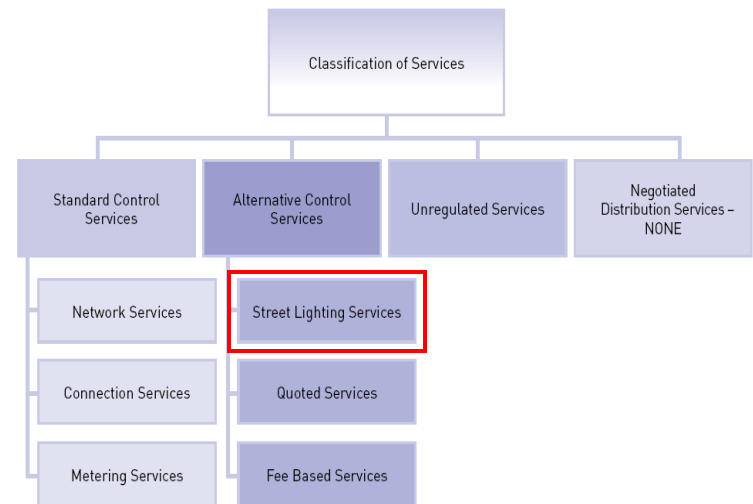 Classification of Services
Standard Control
Services
Alternative Control
Services
Unregulated Services
Negotiated
Distribution Services –
NONE
Network Services
Street Lighting Services
Connection Services
Quoted Services
Metering Services
Fee Based Services